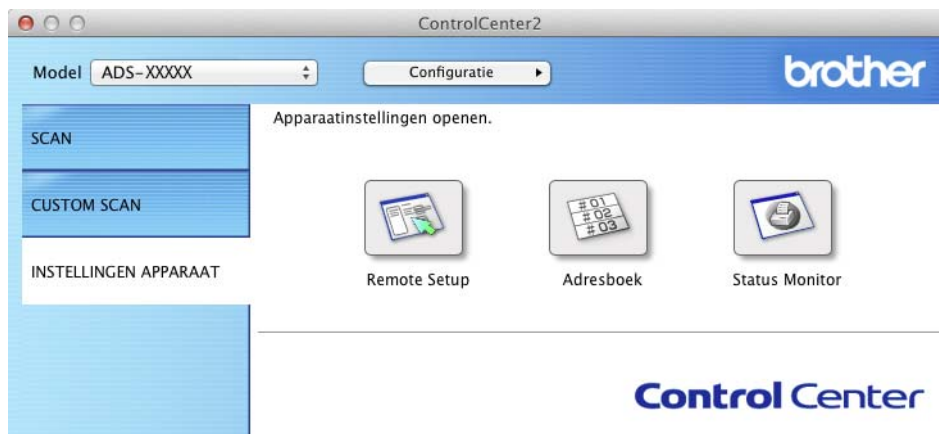 ControlCenter2
Model ADS-XXXXX Configuratie brother
Apparaatinstellingen openen.
SCAN
CUSTOM SCAN
INSTELLINGEN APPARAAT
# 01
# 02
# 03
Remote Setup Adresboek Status Monitor
Control Center